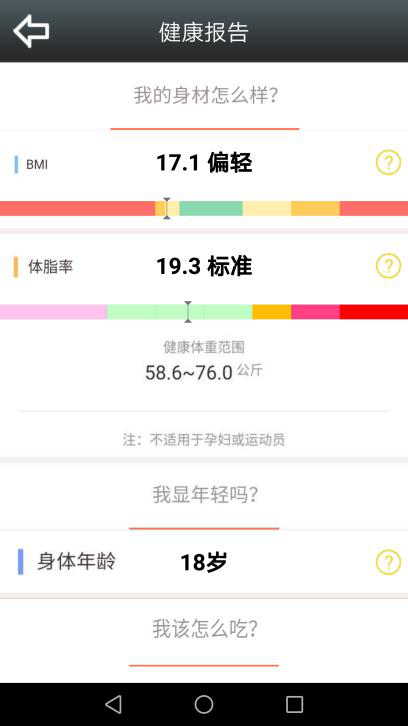 健康报告
我的身材怎么样?
BMI 17.1 偏轻 ?
体脂率 19.3 标准 ?
健康体重范围
58.6~76.0 公斤
注：不适用于孕妇或运动员
我显年轻吗?
身体年龄 18岁 ?
我该怎么吃?